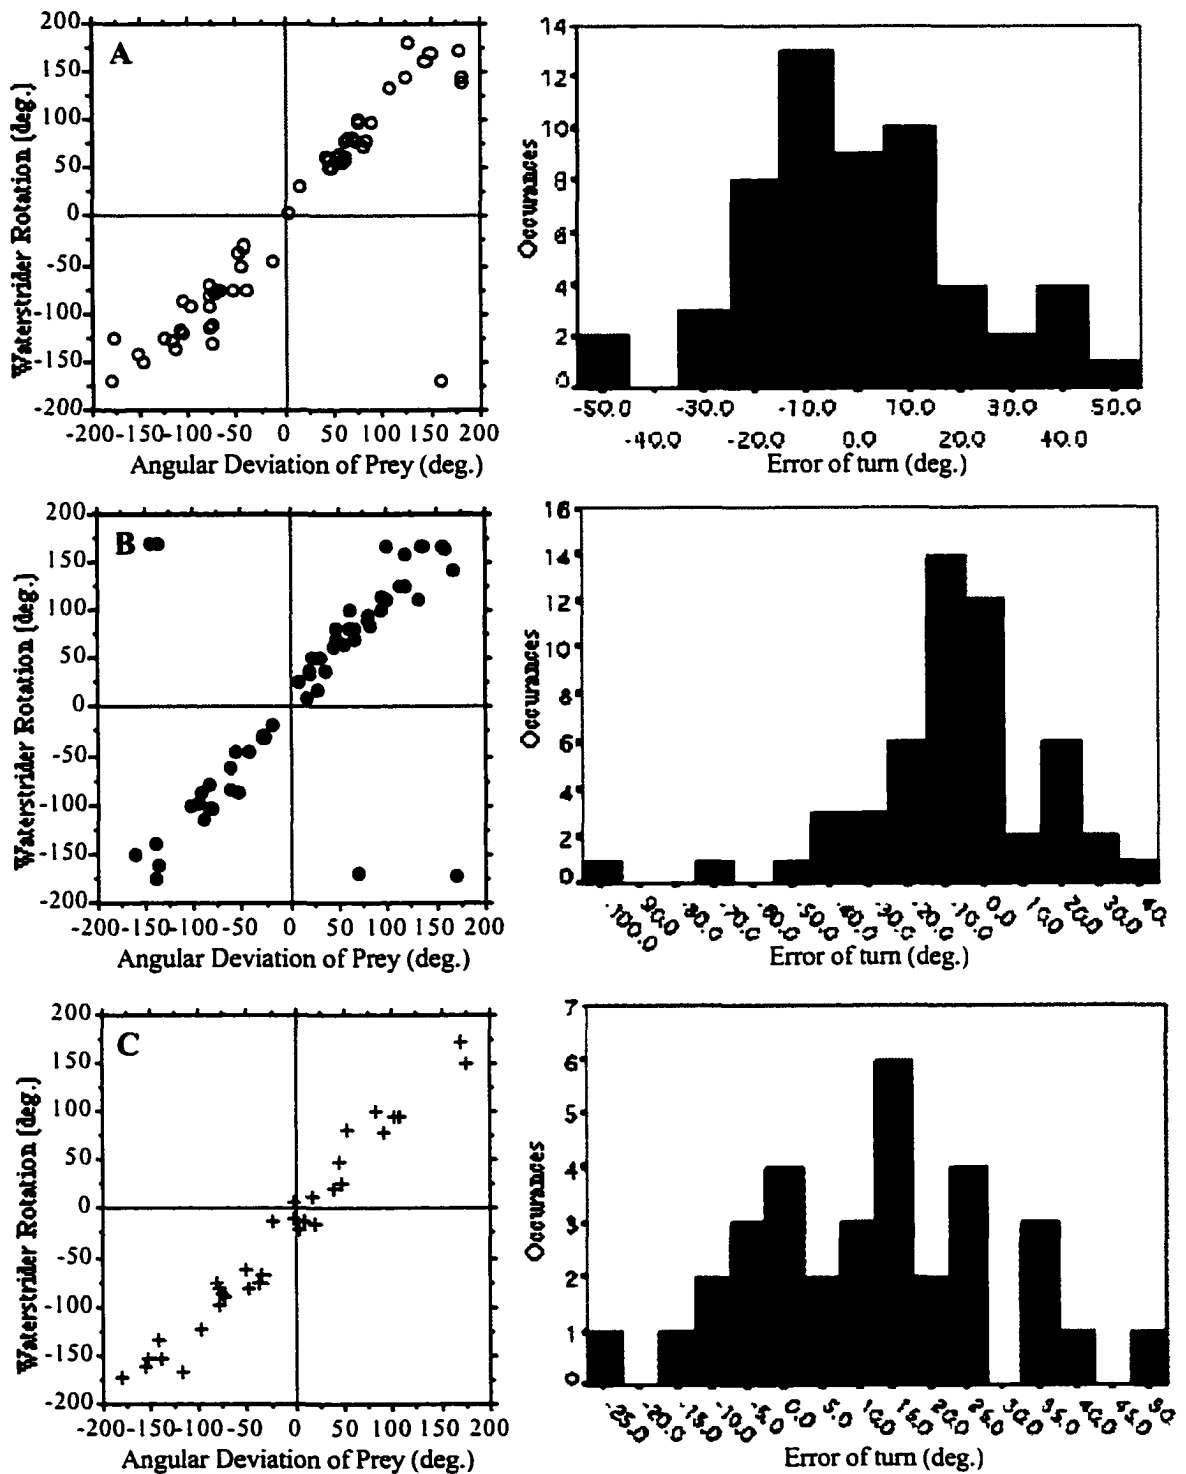 A
200
150
100
50
0
-50
-100
-150
-200
Waterstrider Rotation (deg.)
-200-150-100-50 0 50 100 150 200
Angular Deviation of Prey (deg.)
14
12
10
8
6
4
2
0
Occurances
-50.0 -30.0 -10.0 10.0 30.0 50.0
-40.0 -20.0 0.0 20.0 40.0
Error of turn (deg.)
B
200
150
100
50
0
-50
-100
-150
-200
Waterstrider Rotation (deg.)
-200-150-100-50 0 50 100 150 200
Angular Deviation of Prey (deg.)
16
14
12
10
8
6
4
2
0
Occurances
-100.0 -90.0 -80.0 -70.0 -60.0 -50.0 -40.0 -30.0 -20.0 -10.0 0.0 10.0 20.0 30.0 40.
Error of turn (deg.)
C
200
150
100
50
0
-50
-100
-150
-200
Waterstrider Rotation (deg.)
-200-150-100-50 0 50 100 150 200
Angular Deviation of Prey (deg.)
7
6
5
4
3
2
1
0
Occurances
-25.0 -20.0 -15.0 -10.0 -5.0 0.0 5.0 10.0 15.0 20.0 25.0 30.0 35.0 40.0 45.0 50.
Error of turn (deg.)